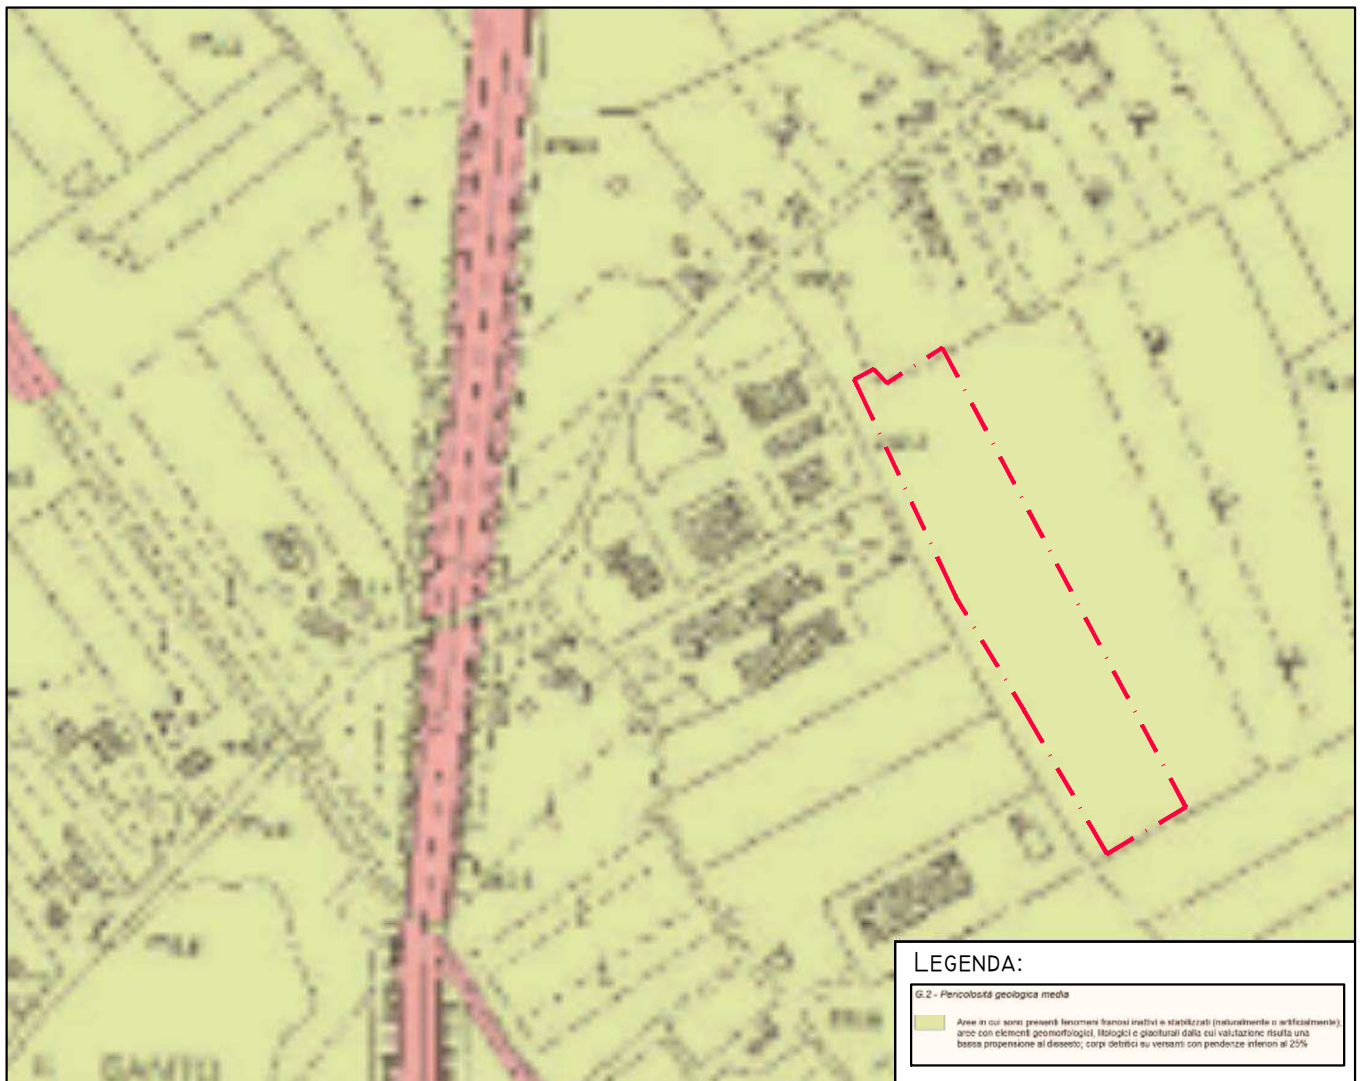 LEGENDA:
G.2 - Pericolosità geologica media
Aree in cui sono presenti fenomeni franosi inattivi e stabilizzati (naturalmente o artificialmente);
aree con elementi geomorfologici, litologici e giaciturali dalla cui valutazione risulta una
bassa propensione al dissesto; corpi detritici su versanti con pendenze inferiori al 25%